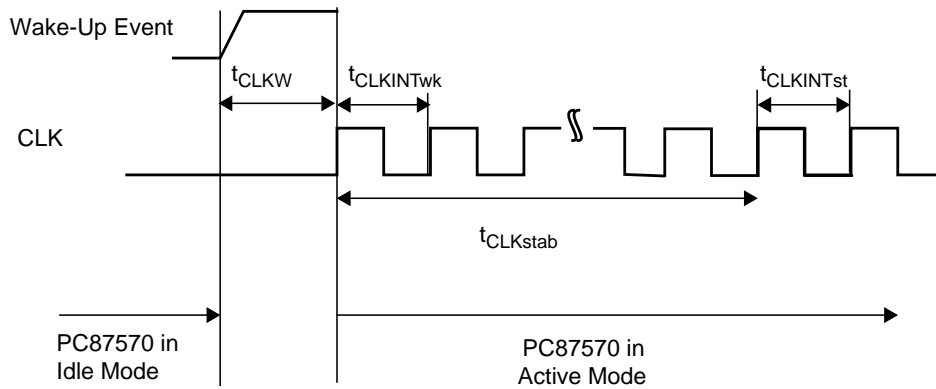 Wake-Up Event
tCLKW
tCLKINTwk
tCLKINTst
CLK
tCLKstab
PC87570 in
Idle Mode
PC87570 in
Active Mode